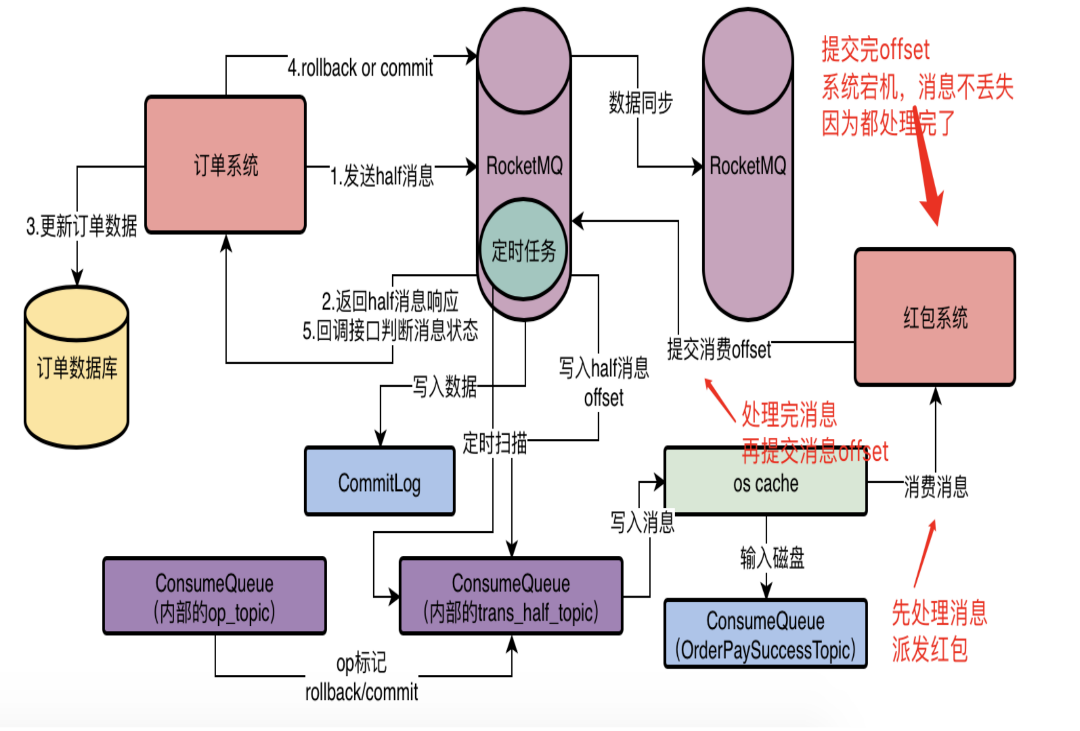 4.rollback or commit
订单系统
1.发送half消息
RocketMQ
数据同步
RocketMQ
提交完offset
系统宕机，消息不丢失
因为都处理完了
3.更新订单数据
定时任务
2.返回half消息响应
5.回调接口判断消息状态
红包系统
订单数据库
提交消费offset
写入half消息
offset
写入数据
处理完消息
再提交消息offset
定时扫描
CommitLog
os cache
消费消息
写入消息
输入磁盘
ConsumeQueue
（内部的op_topic）
ConsumeQueue
（内部的trans_half_topic）
ConsumeQueue
（OrderPaySuccessTopic）
先处理消息
派发红包
op标记
rollback/commit